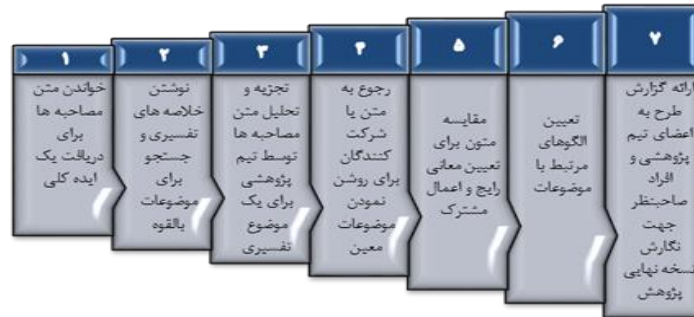 ۱
خواندن متن
مصاحبه ها
برای
دریافت یک
ایده کلی
۲
نوشتن
خلاصه های
تفسیری و
جستجو
برای
موضوعات
بالقوه
۳
تجزیه و
تحلیل متن
مصاحبه ها
توسط تیم
پژوهشی
برای یک
موضوع
تفسیری
۴
رجوع به
متن یا
شرکت
کنندگان
برای روشن
نمودن
موضوعات
معین
۵
مقایسه
متون برای
تعیین معانی
رایج و اعمال
مشترک
۶
تعیین
الگوهای
مرتبط با
موضوعات
۷
ارائه گزارش
طرح به
اعضای تیم
پژوهشی و
افراد
صاحبنظر
جهت
نگارش
نسخه نهایی
پژوهش